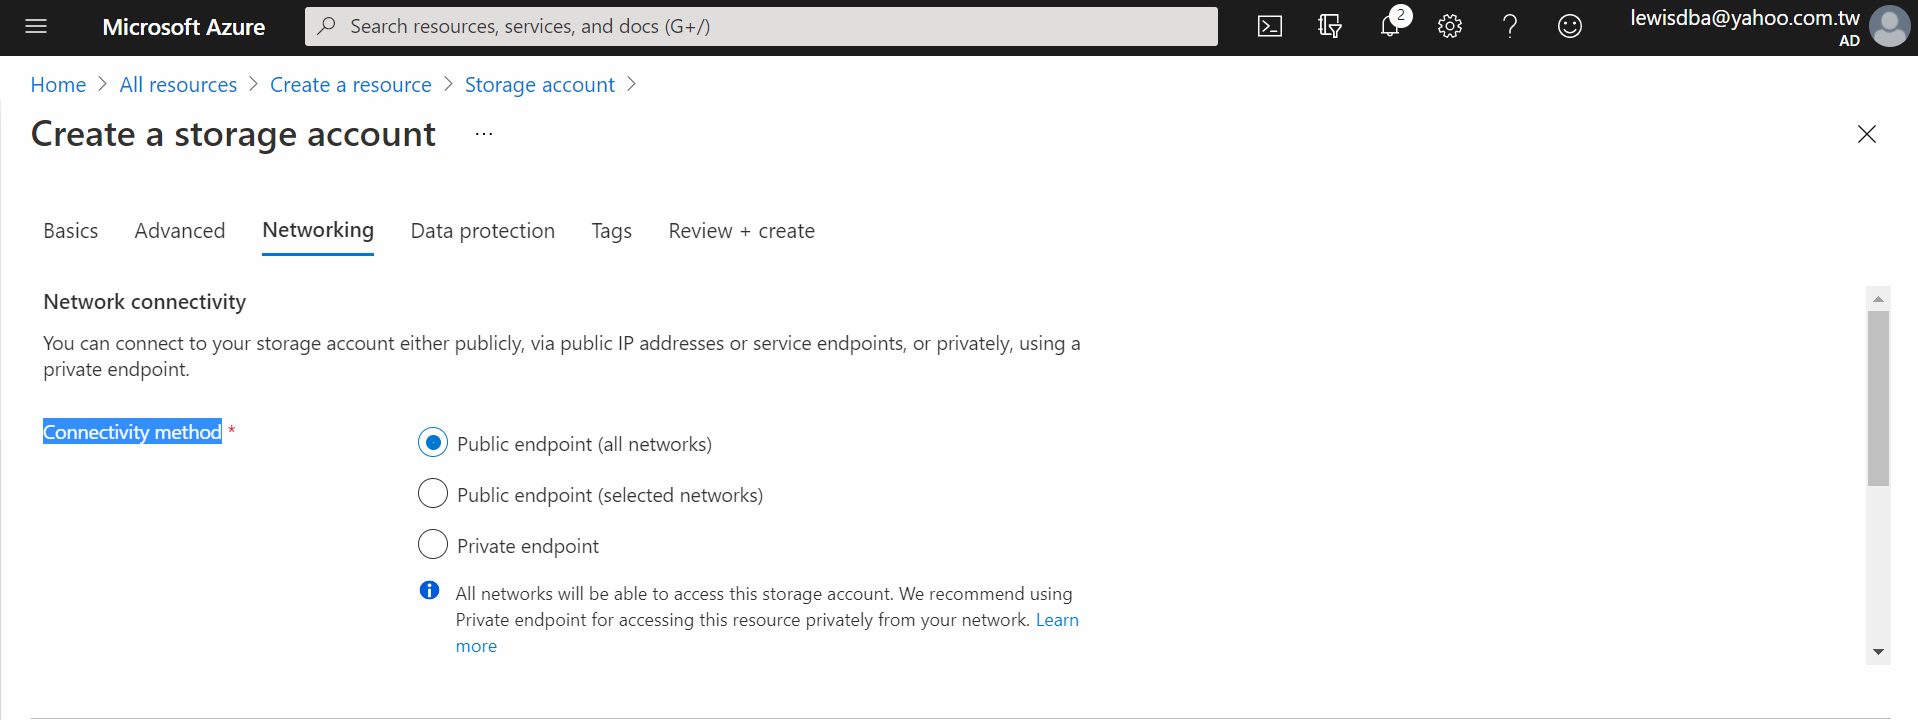 Microsoft Azure
Search resources, services, and docs (G+/)
2
lewisdba@yahoo.com.tw
AD
Home > All resources > Create a resource > Storage account >
Create a storage account ...
Basics Advanced Networking Data protection Tags Review + create
Network connectivity
You can connect to your storage account either publicly, via public IP addresses or service endpoints, or privately, using a
private endpoint.
Connectivity method *
Public endpoint (all networks)
Public endpoint (selected networks)
Private endpoint
All networks will be able to access this storage account. We recommend using
Private endpoint for accessing this resource privately from your network. Learn
more